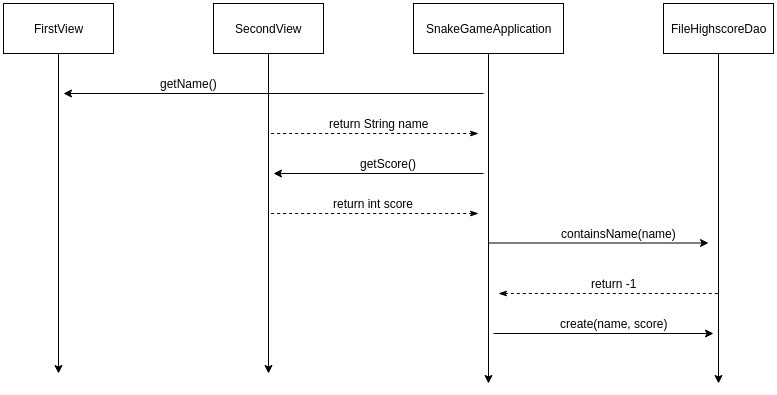 FirstView
SecondView
SnakeGameApplication
FileHighscoreDao
getName()
return String name
getScore()
return int score
containsName(name)
return -1
create(name, score)